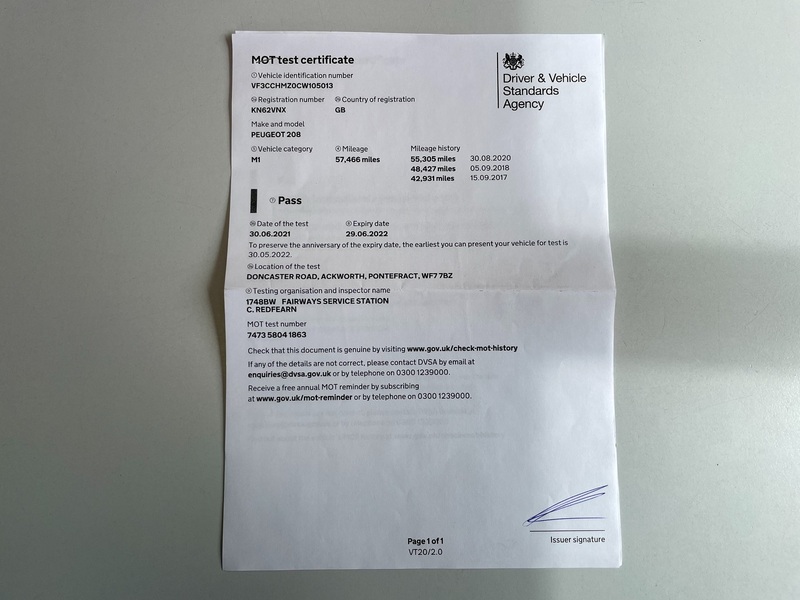 MOT test certificate
Driver & Vehicle
Standards
Agency
① Vehicle identification number
VF3CCHMZ0CW105013
Registration number Country of registration
KN62VNX GB
Make and model
PEUGEOT 208
Vehicle category Mileage Mileage history
M1 57,466 miles 55,305 miles 30.08.2020
48,427 miles 05.09.2018
42,931 miles 15.09.2017
⑦ Pass
Date of the test Expiry date
30.06.2021 29.06.2022
To preserve the anniversary of the expiry date, the earliest you can present your vehicle for test is
30.05.2022.
Location of the test
DONCASTER ROAD, ACKWORTH, PONTEFRACT, WF7 7BZ
Testing organisation and inspector name
1748BW FAIRWAYS SERVICE STATION
C. REDFEARN
MOT test number
7473 5804 1863
Check that this document is genuine by visiting www.gov.uk/check-mot-history
If any of the details are not correct, please contact DVSA by email at
enquiries@dvsa.gov.uk or by telephone on 0300 1239000.
Receive a free annual MOT reminder by subscribing
at www.gov.uk/mot-reminder or by telephone on 0300 1239000.
Issuer signature
Page 1 of 1
VT20/2.0